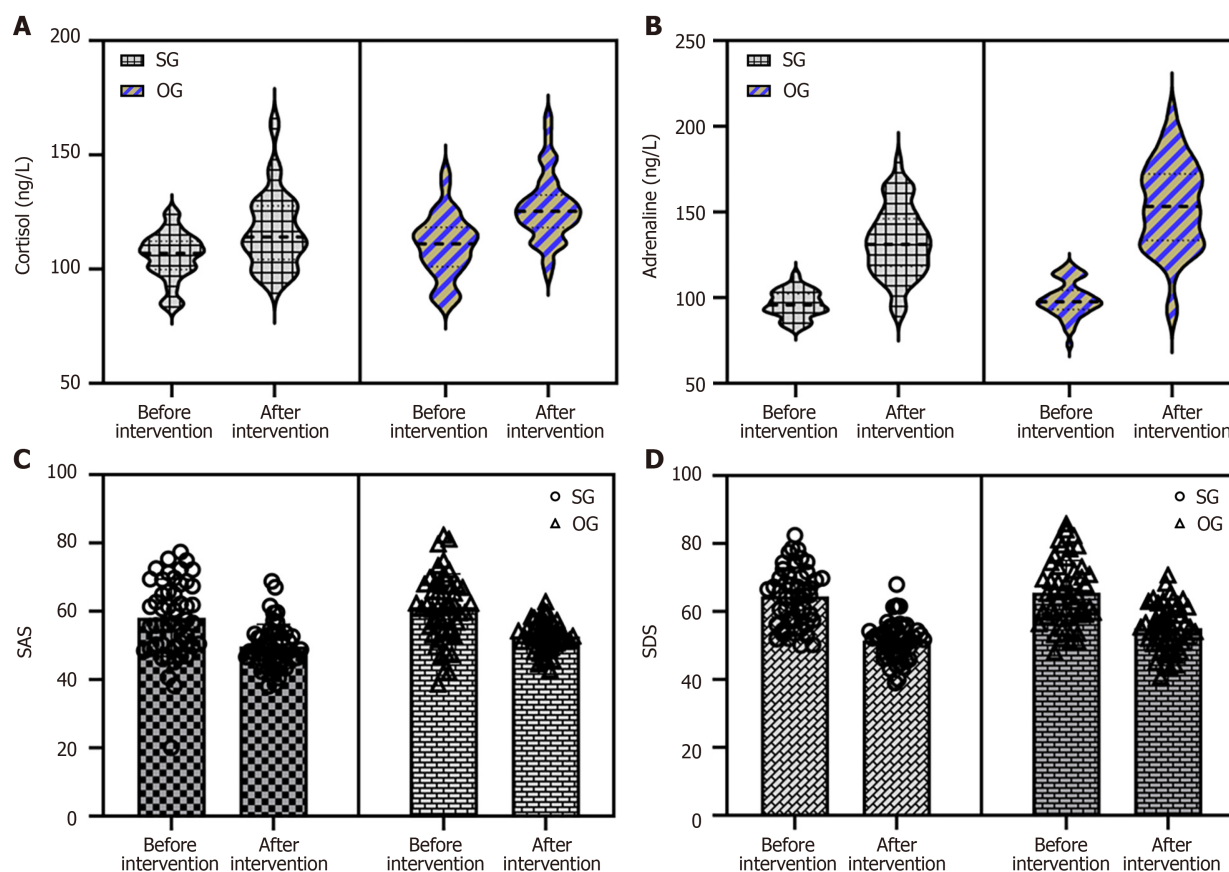 A
200
150
100
50
Cortisol (ng/L)
SG
OG
Before
intervention
After
intervention
Before
intervention
After
intervention
B
250
200
150
100
50
Adrenaline (ng/L)
SG
OG
Before
intervention
After
intervention
Before
intervention
After
intervention
C
100
80
60
40
20
0
SAS
SG
OG
Before
intervention
After
intervention
Before
intervention
After
intervention
D
100
80
60
40
20
0
SDS
SG
OG
Before
intervention
After
intervention
Before
intervention
After
intervention